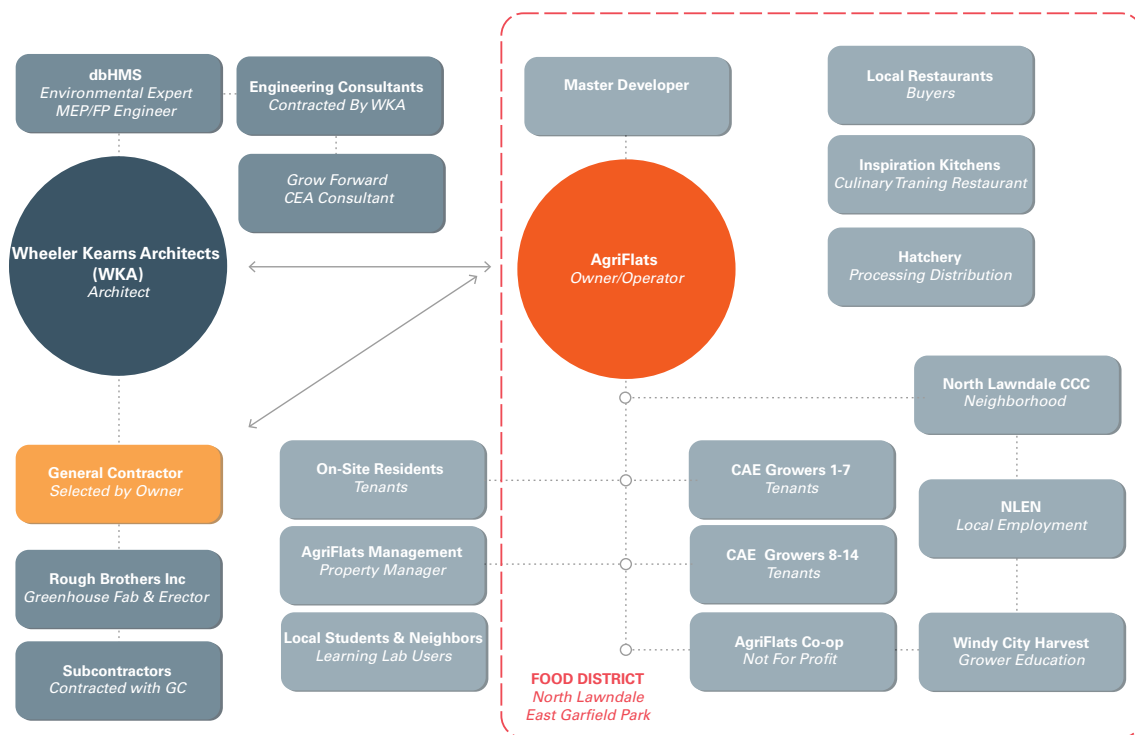 dbHMS
Environmental Expert
MEP/FP Engineer
Engineering Consultants
Contracted By WKA
Grow Forward
CEA Consultant
Wheeler Kearns Architects
(WKA)
Architect
General Contractor
Selected by Owner
Rough Brothers Inc
Greenhouse Fab & Erector
Subcontractors
Contracted with GC
Master Developer
AgriFlats
Owner/Operator
Local Restaurants
Buyers
Inspiration Kitchens
Culinary Traning Restaurant
Hatchery
Processing Distribution
North Lawndale CCC
Neighborhood
On-Site Residents
Tenants
CAE Growers 1-7
Tenants
NLEN
Local Employment
AgriFlats Management
Property Manager
CAE Growers 8-14
Tenants
Local Students & Neighbors
Learning Lab Users
AgriFlats Co-op
Not For Profit
Windy City Harvest
Grower Education
FOOD DISTRICT
North Lawndale
East Garfield Park